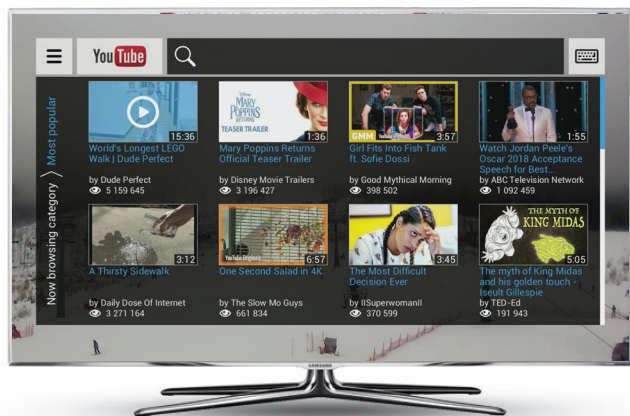 You Tube
Now browsing category > Most popular
15:36
World's Longest LEGO
Walk | Dude Perfect
by Dude Perfect
5 159 645
Disney
MARY
POPPINS
RETURNS
TEASER TRAILER
1:36
Mary Poppins Returns
Official Teaser Trailer
by Disney Movie Trailers
3 196 427
GMM
YouTube Originals
3:57
Girl Fits Into Fish Tank
ft. Sofie Dossi
by Good Mythical Morning
398 502
1:55
Watch Jordan Peele's
Oscar 2018 Acceptance
Speech for Best...
by ABC Television Network
1 092 459
3:12
A Thirsty Sidewalk
by Daily Dose Of Internet
3 271 164
YouTube Originals
6:57
One Second Salad in 4K
by The Slow Mo Guys
661 834
3:45
The Most Difficult
Decision Ever
by IISuperwomanII
370 599
THE MYTH OF
KING MIDAS
5:05
The myth of King Midas
and his golden touch -
Iseult Gillespie
by TED-Ed
191 943
SAMSUNG